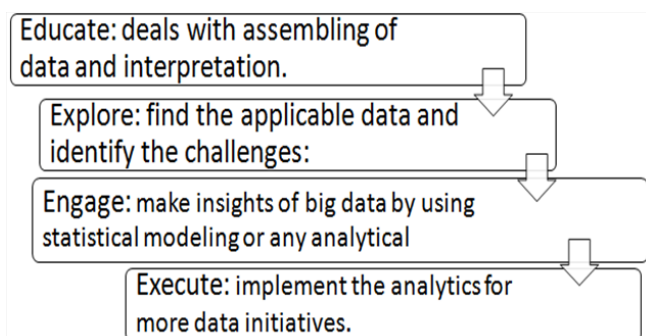 Educate: deals with assembling of
data and interpretation.
Explore: find the applicable data and
identify the challenges:
Engage: make insights of big data by using
statistical modeling or any analytical
Execute: implement the analytics for
more data initiatives.